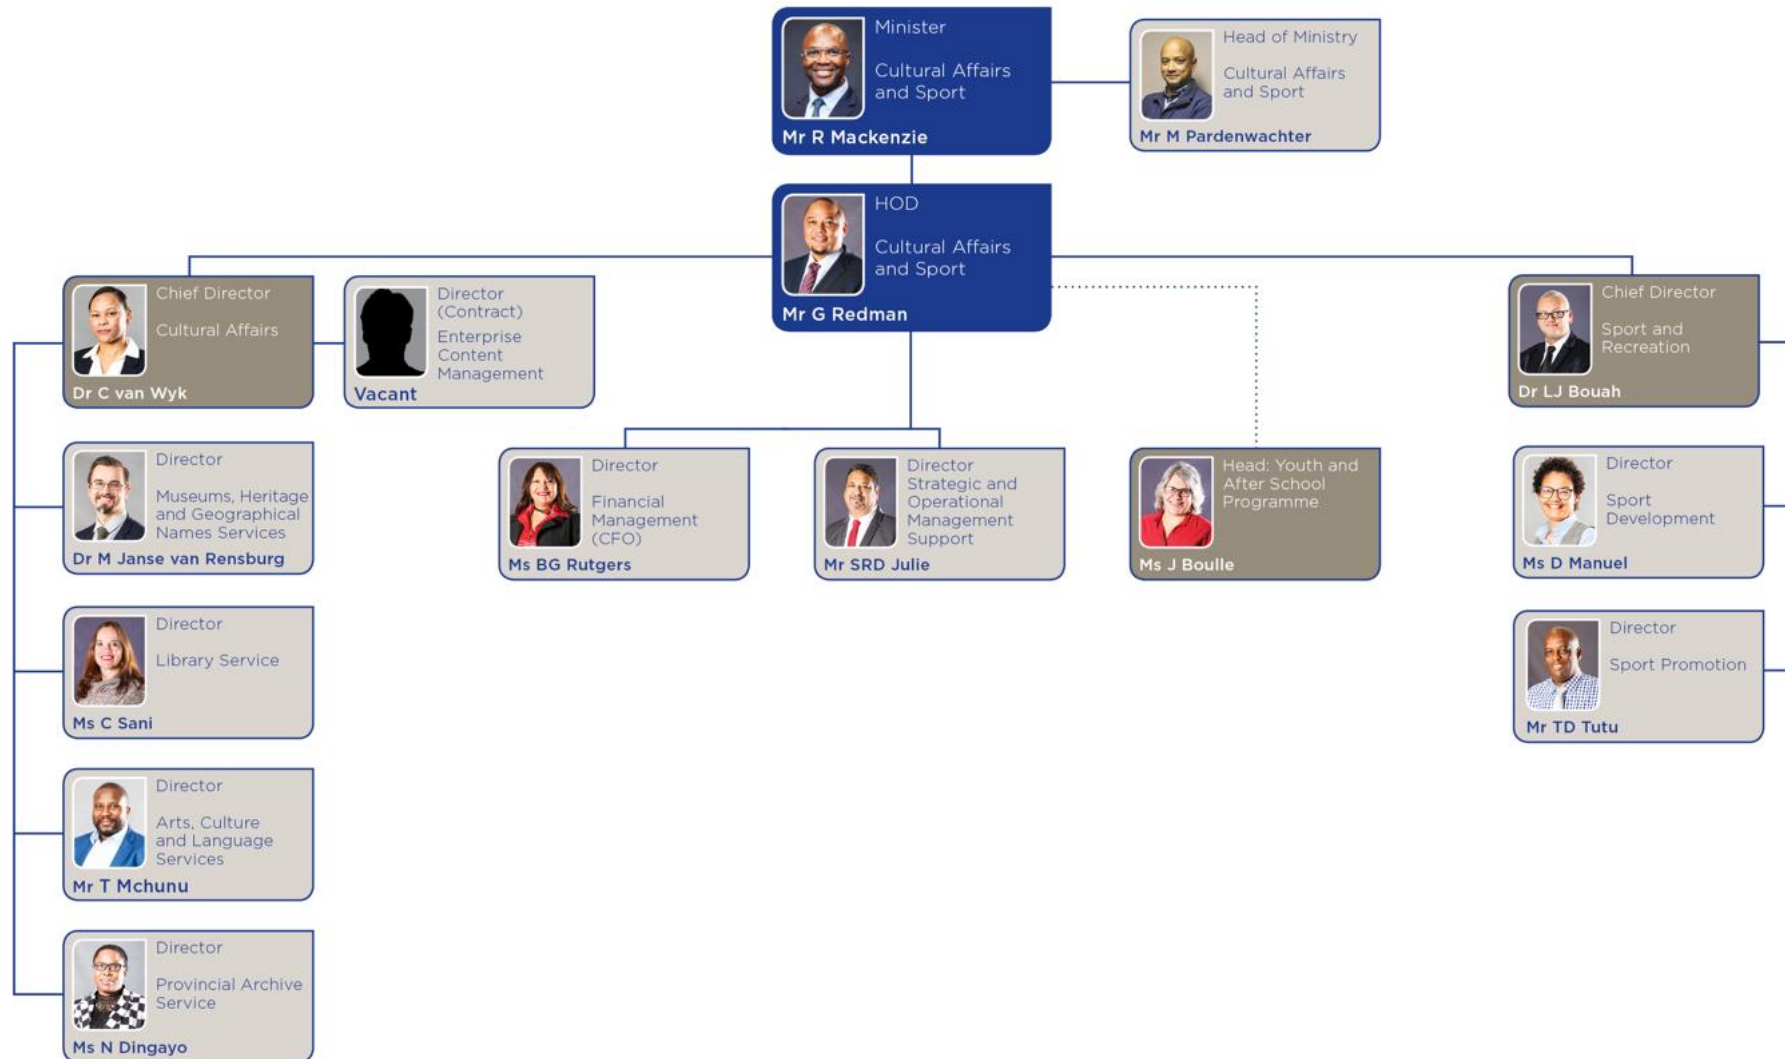 Minister
Cultural Affairs
and Sport
Mr R Mackenzie
Head of Ministry
Cultural Affairs
and Sport
Mr M Pardenwachter
HOD
Cultural Affairs
and Sport
Mr G Redman
Chief Director
Cultural Affairs
Dr C van Wyk
Director
(Contract)
Enterprise
Content
Management
Vacant
Chief Director
Sport and
Recreation
Dr LJ Bouah
Director
Museums, Heritage
and Geographical
Names Services
Dr M Janse van Rensburg
Director
Financial
Management
(CFO)
Ms BG Rutgers
Director
Strategic and
Operational
Management
Support
Mr SRD Julie
Head: Youth and
After School
Programme
Ms J Boulle
Director
Sport
Development
Ms D Manuel
Director
Library Service
Ms C Sani
Director
Sport Promotion
Mr TD Tutu
Director
Arts, Culture
and Language
Services
Mr T Mchunu
Director
Provincial Archive
Service
Ms N Dingayo